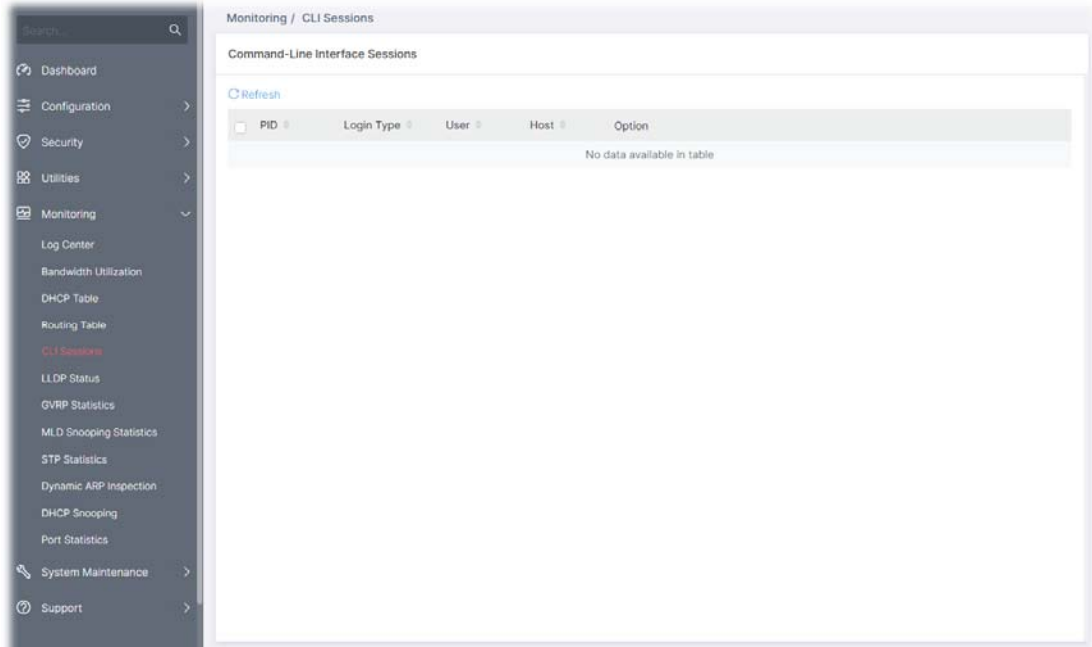 Search...
Monitoring / CLI Sessions
Command-Line Interface Sessions
Refresh
PID Login Type User Host Option
No data available in table
Dashboard
Configuration
Security
Utilities
Monitoring
Log Center
Bandwidth Utilization
DHCP Table
Routing Table
CLI Sessions
LLDP Status
GVRP Statistics
MLD Snooping Statistics
STP Statistics
Dynamic ARP Inspection
DHCP Snooping
Port Statistics
System Maintenance
Support